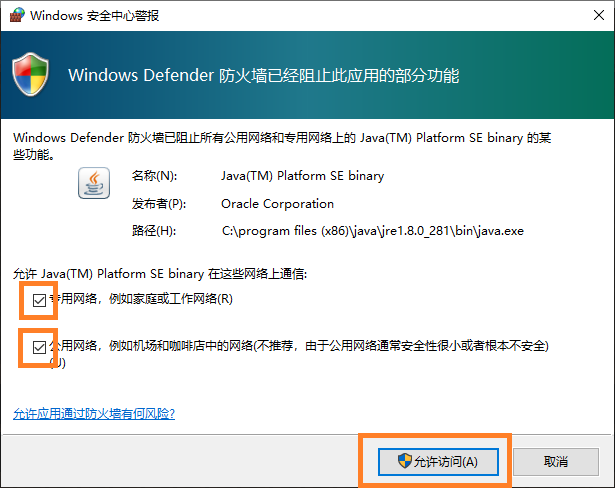 Windows 安全中心警报
Windows Defender 防火墙已经阻止此应用的部分功能
Windows Defender 防火墙已阻止所有公用网络和专用网络上的 Java(TM) Platform SE binary 的某
些功能。
名称(N): Java(TM) Platform SE binary
发布者(P): Oracle Corporation
路径(H): C:\program files (x86)\java\jre1.8.0_281\bin\java.exe
允许 Java(TM) Platform SE binary 在这些网络上通信:
专用网络，例如家庭或工作网络(R)
公用网络，例如机场和咖啡店中的网络(不推荐，由于公用网络通常安全性很小或者根本不安全)
(U)
允许应用通过防火墙有何风险?
允许访问(A) 取消